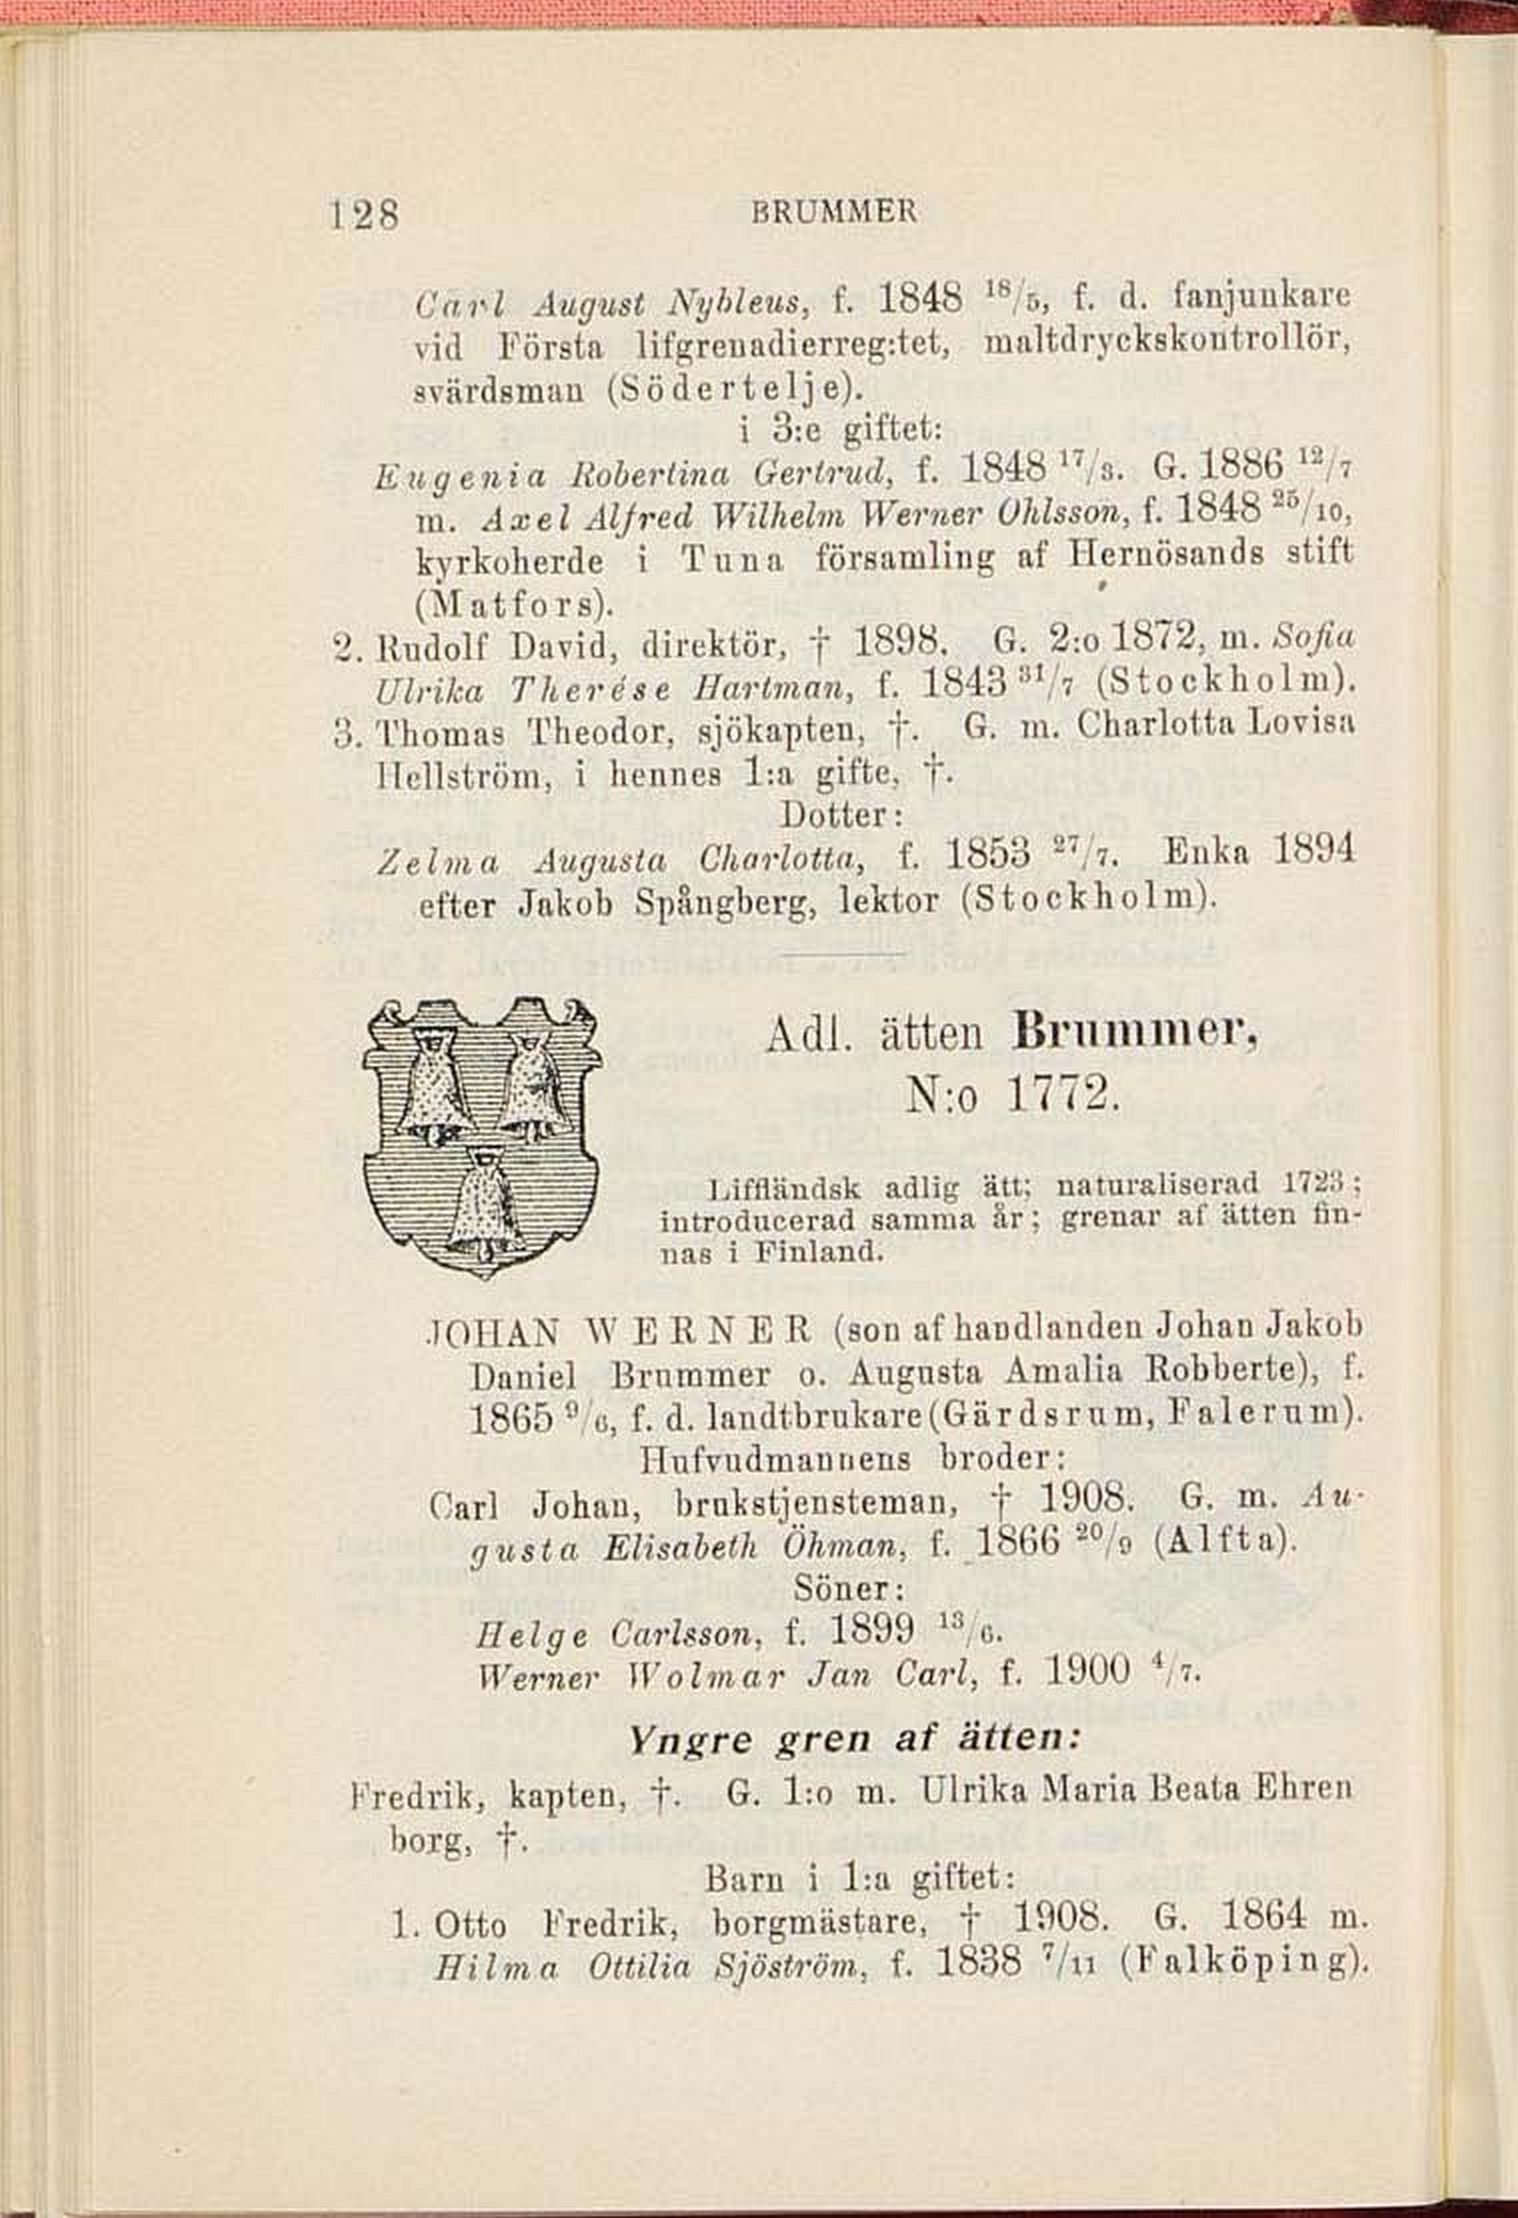 128 BRUMMER
Carl August Nybleus, f. 1848 18/5, f. d. fanjunkare
vid Första lifgrenadierreg:tet, maltdryckskontrollör,
svärdsman (Södertelje).
i 3:e giftet:
Eugenia Robertina Gertrud, f. 1848 17/3. G. 1886 12/7
m. Axel Alfred Wilhelm Werner Ohlsson, f. 1848 25/10,
kyrkoherde i Tuna församling af Hernösands stift
(Matfors).
2. Rudolf David, direktör, † 1898. G. 2:o 1872, m. Sofia
Ulrika Therése Hartman, f. 1843 31/7 (Stockholm).
3. Thomas Theodor, sjökapten, †. G. m. Charlotta Lovisa
Hellström, i hennes 1:a gifte, †.
Dotter:
Zelma Augusta Charlotta, f. 1853 27/7. Enka 1894
efter Jakob Spångberg, lektor (Stockholm).
Adl. ätten Brummer,
N:o 1772.
Liffländsk adlig ätt; naturaliserad 1723;
introducerad samma år; grenar af ätten fin-
nas i Finland.
JOHAN WERNER (son af handlanden Johan Jakob
Daniel Brummer o. Augusta Amalia Robberte), f.
1865 9/6, f. d. landtbrukare (Gärdsrum, Falerum).
Hufvudmannens broder:
Carl Johan, brukstjensteman, † 1908. G. m. Au-
gusta Elisabeth Öhman, f. 1866 20/9 (Alfta).
Söner:
Helge Carlsson, f. 1899 13/6.
Werner Wolmar Jan Carl, f. 1900 4/7.
Yngre gren af ätten:
Fredrik, kapten, †. G. 1:o m. Ulrika Maria Beata Ehren
borg, †.
Barn i 1:a giftet:
1. Otto Fredrik, borgmästare, † 1908. G. 1864 m.
Hilma Ottilia Sjöström, f. 1838 7/11 (Falköping).